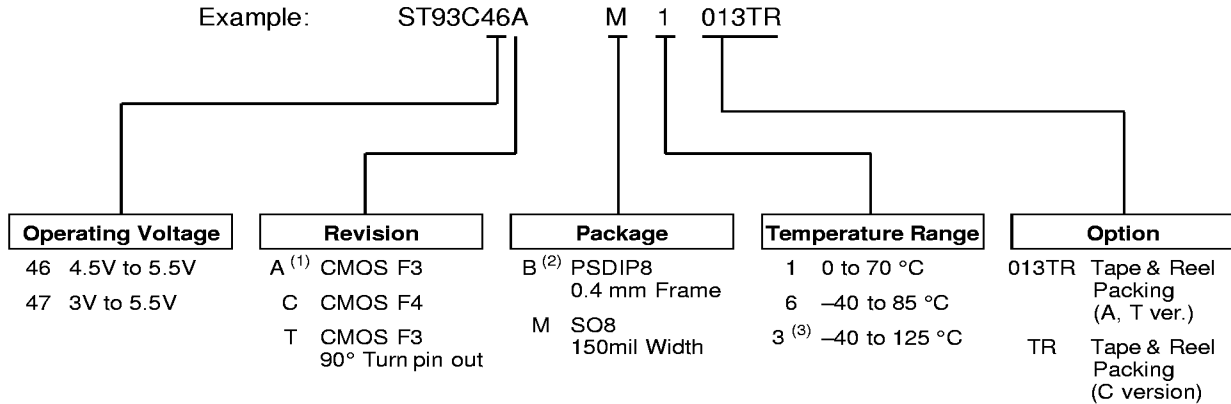 Example: ST93C46A M 1 013TR
Operating Voltage
46 4.5V to 5.5V
47 3V to 5.5V
Revision
A (1) CMOS F3
C CMOS F4
T CMOS F3
90° Turn pin out
Package
B (2) PSDIP8
0.4 mm Frame
M SO8
150mil Width
Temperature Range
1 0 to 70 °C
6 –40 to 85 °C
3 (3) –40 to 125 °C
Option
013TR Tape & Reel
Packing
(A, T ver.)
TR Tape & Reel
Packing
(C version)